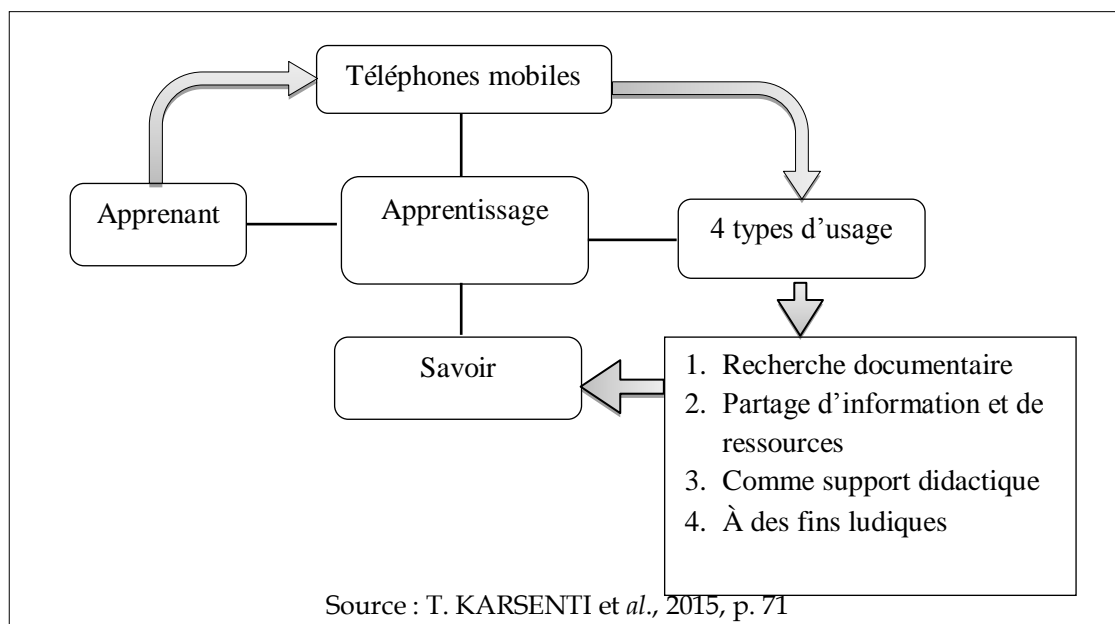 Téléphones mobiles
Apprenant
Apprentissage
4 types d’usage
Savoir
1. Recherche documentaire
2. Partage d’information et de
ressources
3. Comme support didactique
4. À des fins ludiques
Source : T. KARSENTI et al., 2015, p. 71